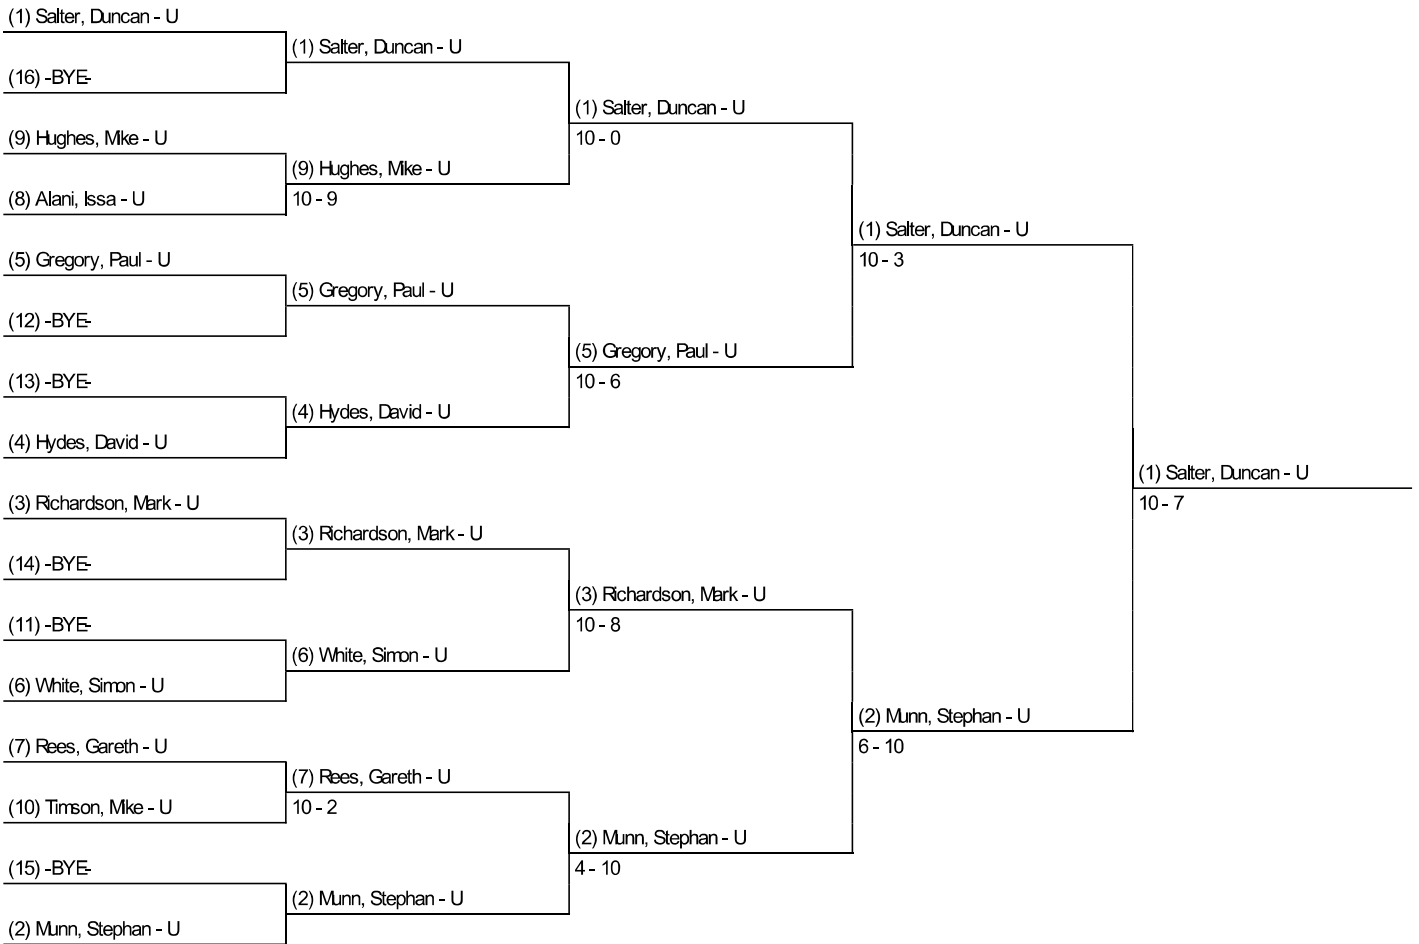 (1) Salter, Duncan - U
(16) -BYE-
(9) Hughes, Mike - U
(8) Alani, Issa - U
(5) Gregory, Paul - U
(12) -BYE-
(13) -BYE-
(4) Hydes, David - U
(3) Richardson, Mark - U
(14) -BYE-
(11) -BYE-
(6) White, Simon - U
(7) Rees, Gareth - U
(10) Timson, Mike - U
(15) -BYE-
(2) Munn, Stephan - U
(1) Salter, Duncan - U
(9) Hughes, Mike - U
10 - 9
(5) Gregory, Paul - U
(4) Hydes, David - U
(3) Richardson, Mark - U
(6) White, Simon - U
(7) Rees, Gareth - U
10 - 2
(2) Munn, Stephan - U
(1) Salter, Duncan - U
10 - 0
(5) Gregory, Paul - U
10 - 6
(3) Richardson, Mark - U
10 - 8
(2) Munn, Stephan - U
4 - 10
(1) Salter, Duncan - U
10 - 3
(2) Munn, Stephan - U
6 - 10
(1) Salter, Duncan - U
10 - 7